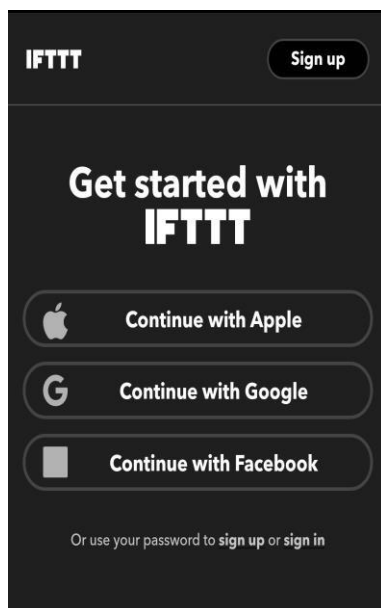 IFTTT
Sign up
Get started with
IFTTT
Continue with Apple
G
Continue with Google
Continue with Facebook
Or use your password to sign up or sign in